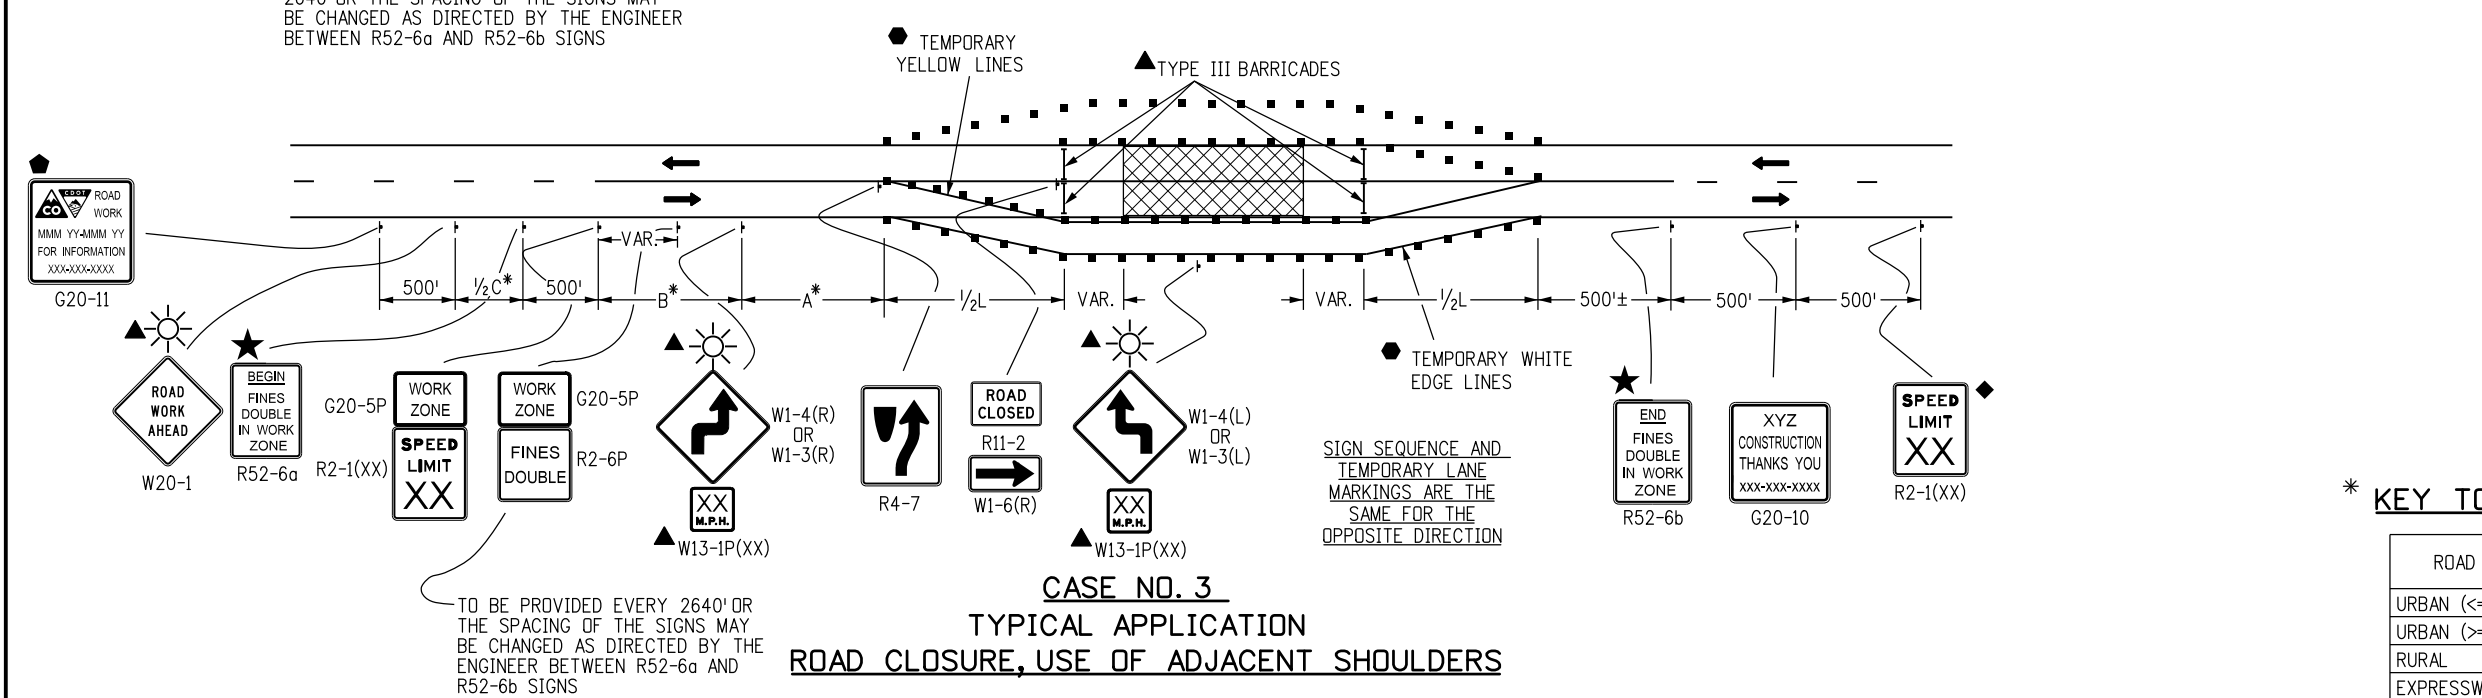 BE CHANGED AS DIRECTED BY THE ENGINEER
BETWEEN R52-6a AND R52-6b SIGNS
TEMPORARY
YELLOW LINES
TYPE III BARRICADES
CDOT
CO
ROAD
WORK
MMM YY-MMM YY
FOR INFORMATION
XXX-XXX-XXXX
G20-11
VAR.
500'
½C*
500'
B*
A*
½L
VAR.
VAR.
½L
500'±
500'
500'
ROAD
WORK
AHEAD
W20-1
BEGIN
FINES
DOUBLE
IN WORK
ZONE
R52-6a
WORK
ZONE
G20-5P
SPEED
LIMIT
XX
R2-1(XX)
WORK
ZONE
G20-5P
FINES
DOUBLE
R2-6P
W1-4(R)
OR
W1-3(R)
XX
M.P.H.
W13-1P(XX)
R4-7
ROAD
CLOSED
R11-2
W1-6(R)
W1-4(L)
OR
W1-3(L)
XX
M.P.H.
W13-1P(XX)
TEMPORARY WHITE
EDGE LINES
SIGN SEQUENCE AND
TEMPORARY LANE
MARKINGS ARE THE
SAME FOR THE
OPPOSITE DIRECTION
END
FINES
DOUBLE
IN WORK
ZONE
R52-6b
XYZ
CONSTRUCTION
THANKS YOU
XXX-XXX-XXXX
G20-10
SPEED
LIMIT
XX
R2-1(XX)
TO BE PROVIDED EVERY 2640' OR
THE SPACING OF THE SIGNS MAY
BE CHANGED AS DIRECTED BY THE
ENGINEER BETWEEN R52-6a AND
R52-6b SIGNS
CASE NO. 3
TYPICAL APPLICATION
ROAD CLOSURE, USE OF ADJACENT SHOULDERS
* KEY TO
ROAD
URBAN (<=
URBAN (>=
RURAL
EXPRESSW